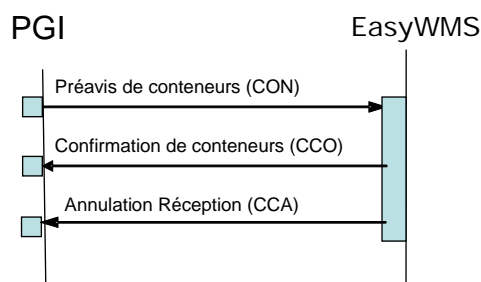 PGI
EasyWMS
Préavis de conteneurs (CON)
Confirmation de conteneurs (CCO)
Annulation Réception (CCA)